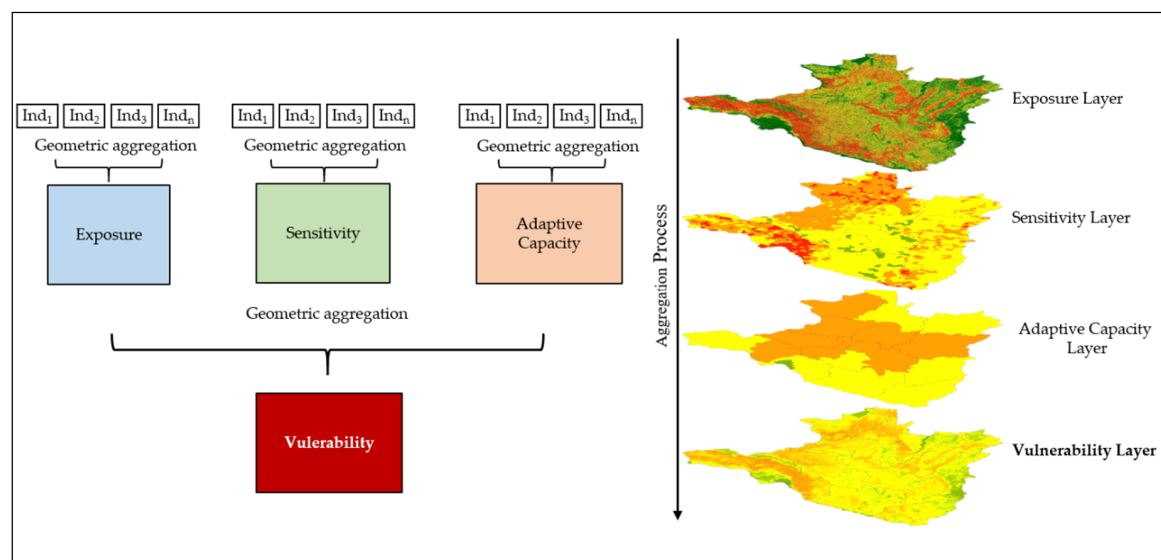 Ind1 Ind2 Ind3 Indn
Geometric aggregation
Exposure
Ind1 Ind2 Ind3 Indn
Geometric aggregation
Sensitivity
Ind1 Ind2 Ind3 Indn
Geometric aggregation
Adaptive
Capacity
Geometric aggregation
Vulerability
Aggregation Process
Exposure Layer
Sensitivity Layer
Adaptive Capacity
Layer
Vulnerability Layer